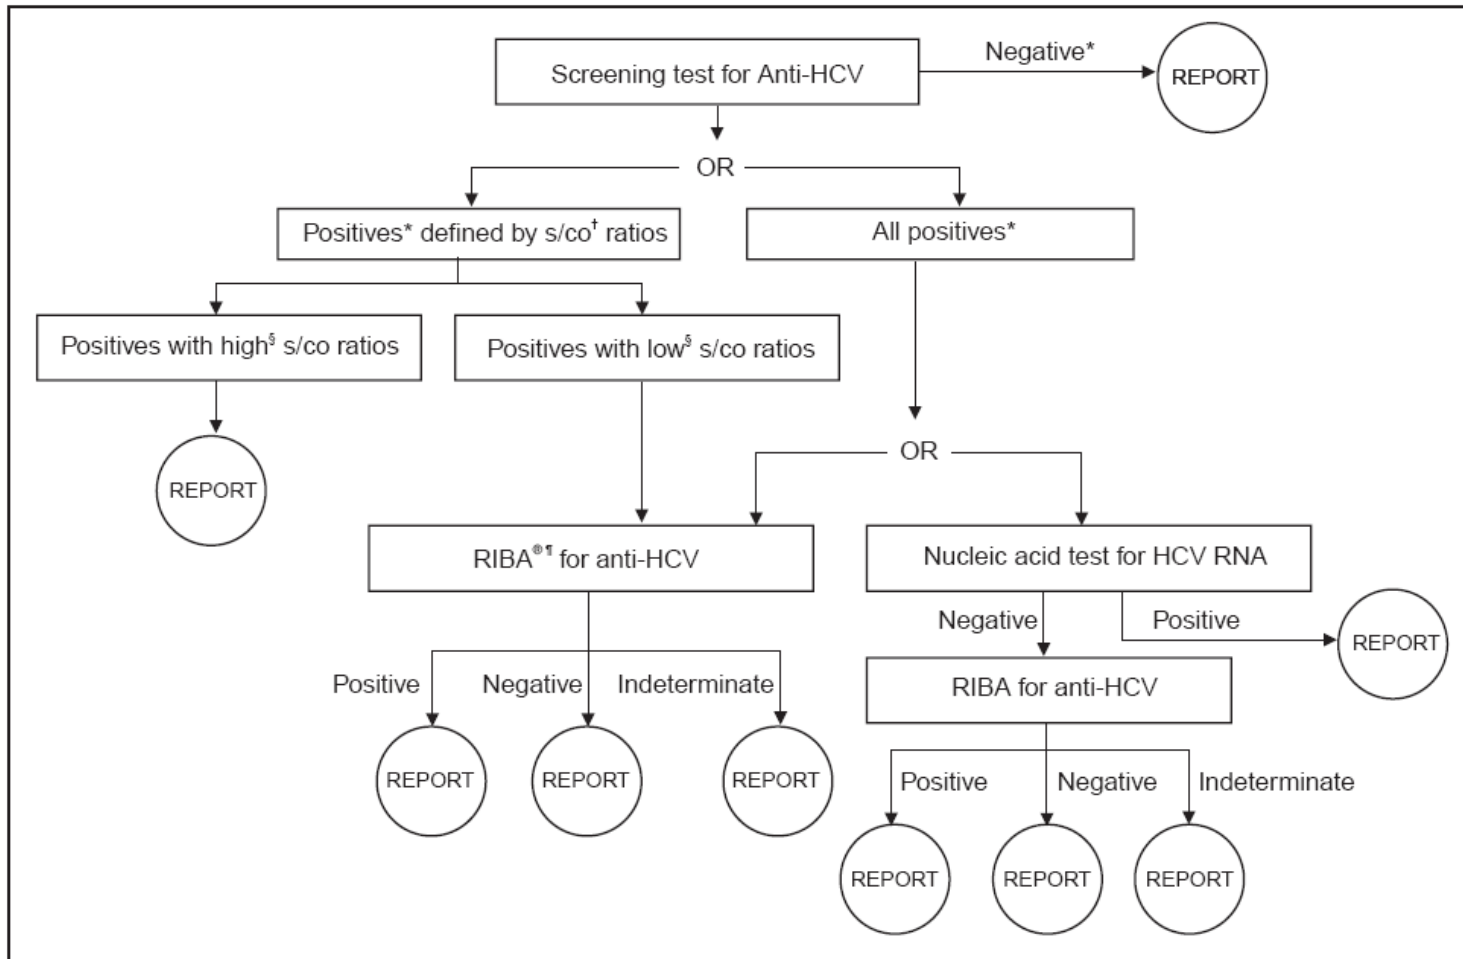 Screening test for Anti-HCV
Negative*
REPORT
OR
Positives* defined by s/co† ratios
All positives*
Positives with high§ s/co ratios
Positives with low§ s/co ratios
REPORT
OR
RIBA®¶ for anti-HCV
Nucleic acid test for HCV RNA
Negative
Positive
REPORT
RIBA for anti-HCV
Positive
Negative
Indeterminate
REPORT
REPORT
REPORT
Positive
Negative
Indeterminate
REPORT
REPORT
REPORT